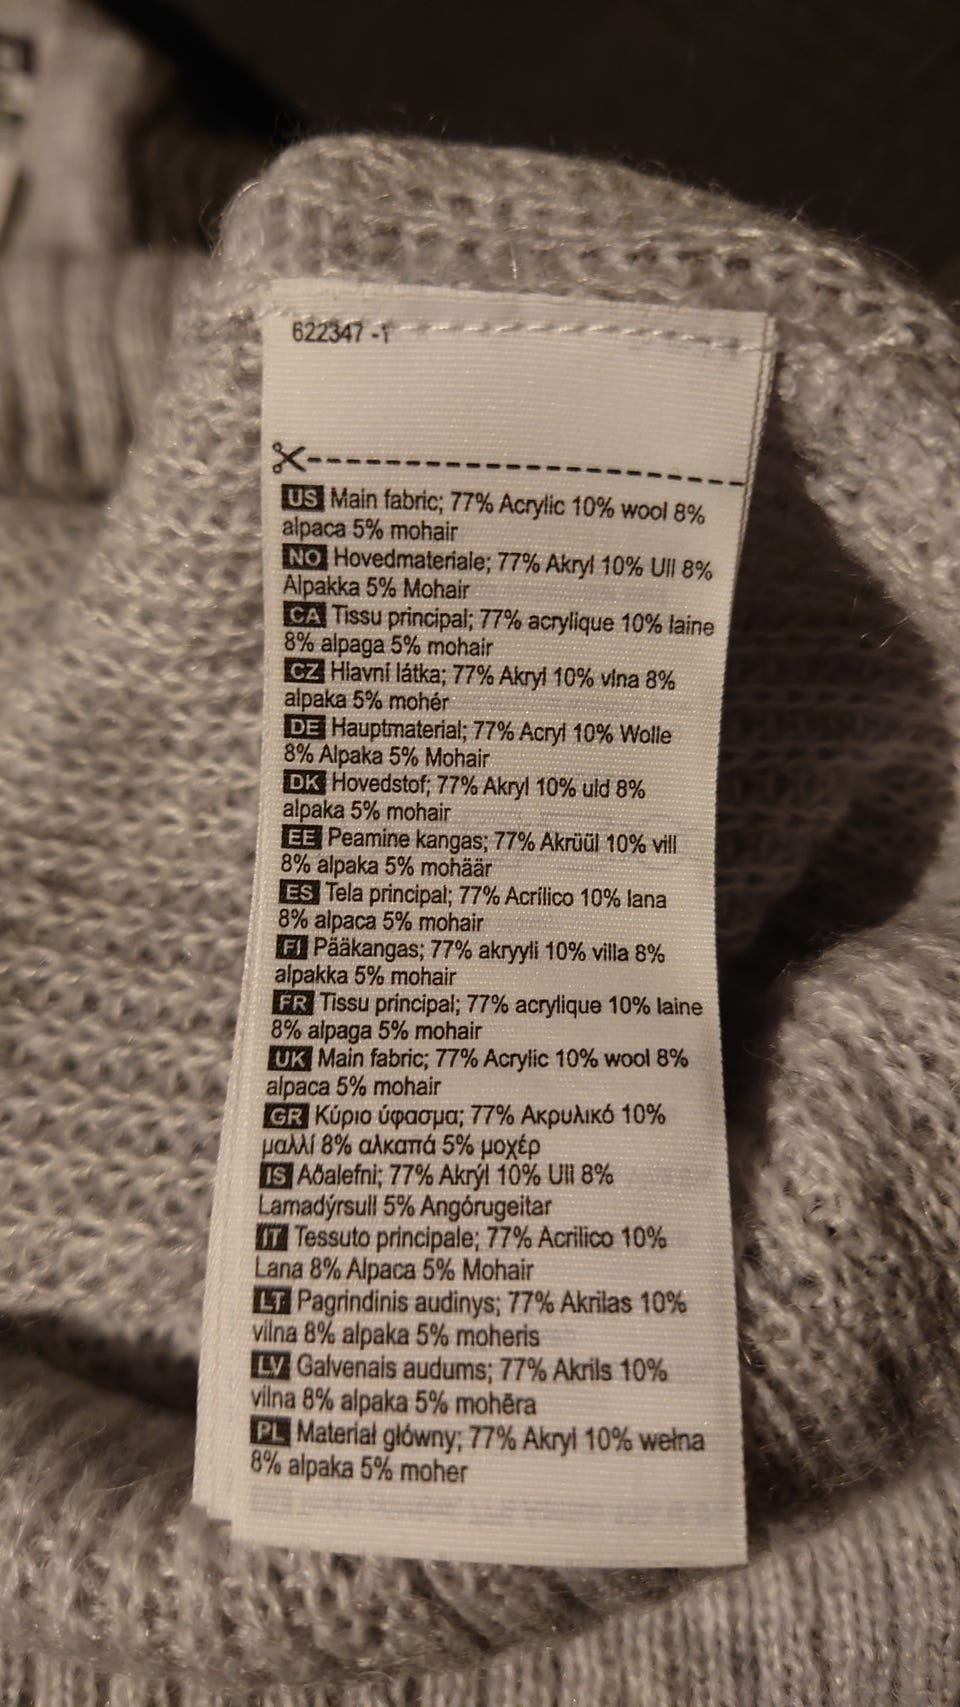 622347 -1
US Main fabric; 77% Acrylic 10% wool 8%
alpaca 5% mohair
NO Hovedmateriale; 77% Akryl 10% Ull 8%
Alpakka 5% Mohair
CA Tissu principal; 77% acrylique 10% laine
8% alpaga 5% mohair
CZ Hlavní látka; 77% Akryl 10% vlna 8%
alpaka 5% mohér
DE Hauptmaterial; 77% Acryl 10% Wolle
8% Alpaka 5% Mohair
DK Hovedstof; 77% Akryl 10% uld 8%
alpaka 5% mohair
EE Peamine kangas; 77% Akrüül 10% vill
8% alpaka 5% mohäär
ES Tela principal; 77% Acrílico 10% lana
8% alpaca 5% mohair
FI Pääkangas; 77% akryyli 10% villa 8%
alpakka 5% mohair
FR Tissu principal; 77% acrylique 10% laine
8% alpaga 5% mohair
UK Main fabric; 77% Acrylic 10% wool 8%
alpaca 5% mohair
GR Κύριο ύφασμα; 77% Ακρυλικό 10%
μαλλί 8% αλκαπά 5% μοχέρ
IS Aðalefni; 77% Akrýl 10% Ull 8%
Lamadýrsull 5% Angórugeitar
IT Tessuto principale; 77% Acrilico 10%
Lana 8% Alpaca 5% Mohair
LT Pagrindinis audinys; 77% Akrilas 10%
vilna 8% alpaka 5% moheris
LV Galvenais audums; 77% Akrils 10%
vilna 8% alpaka 5% mohēra
PL Materiał główny; 77% Akryl 10% wełna
8% alpaka 5% moher